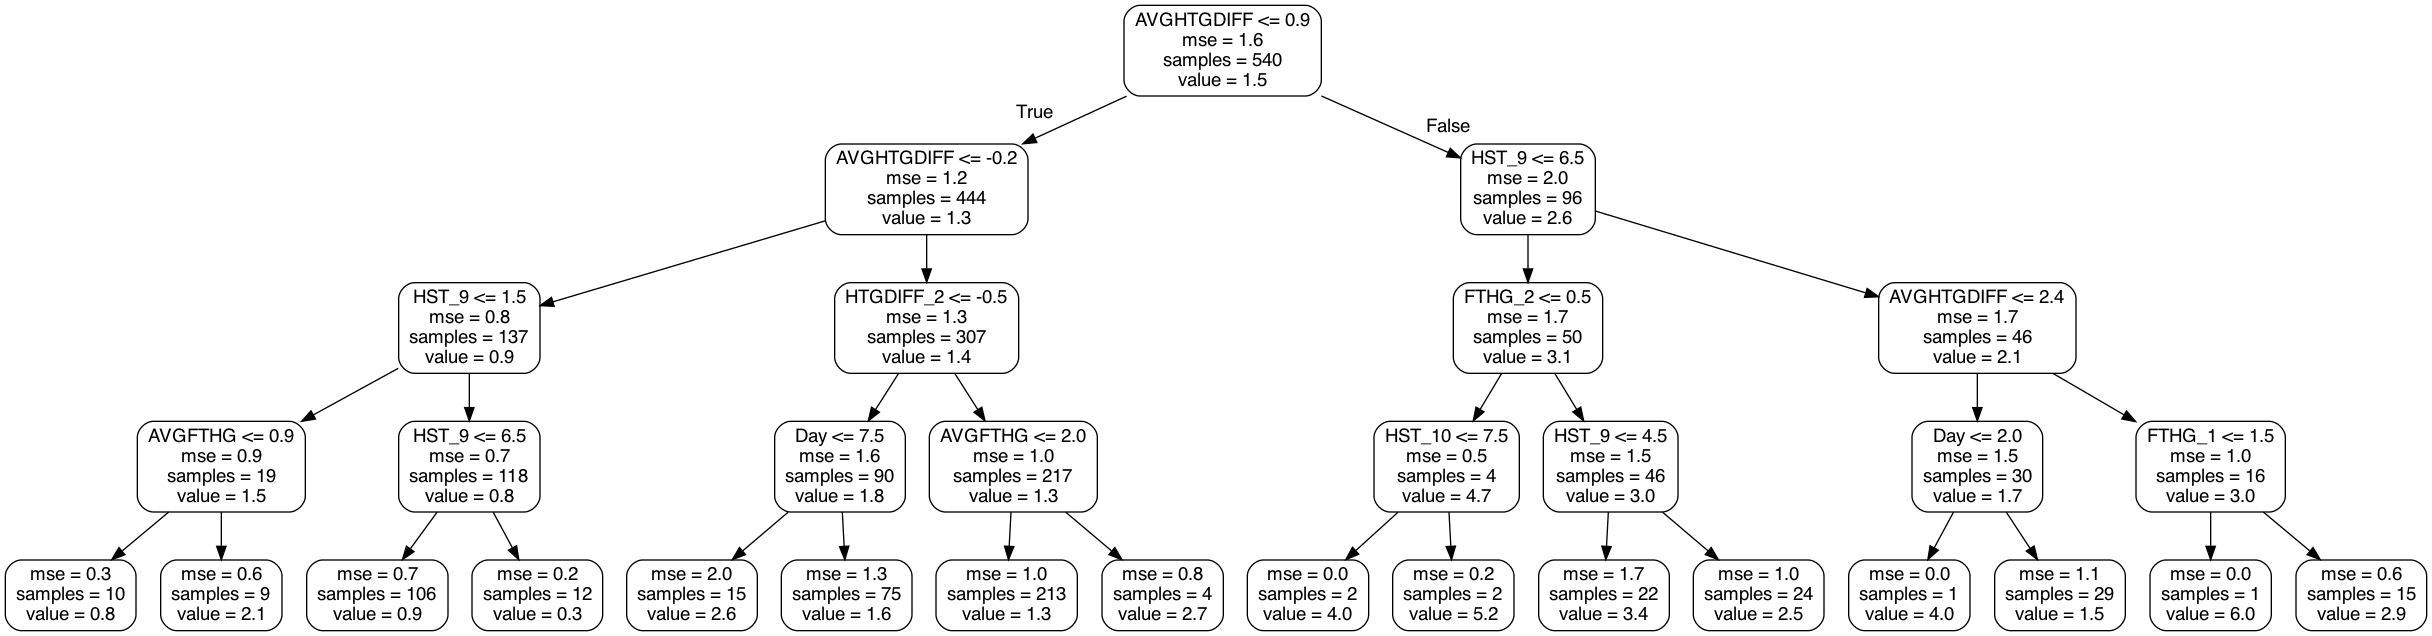 AVGHTGDIFF <= 0.9
mse = 1.6
samples = 540
value = 1.5
True
False
AVGHTGDIFF <= -0.2
mse = 1.2
samples = 444
value = 1.3
HST_9 <= 6.5
mse = 2.0
samples = 96
value = 2.6
HST_9 <= 1.5
mse = 0.8
samples = 137
value = 0.9
HTGDIFF_2 <= -0.5
mse = 1.3
samples = 307
value = 1.4
FTHG_2 <= 0.5
mse = 1.7
samples = 50
value = 3.1
AVGHTGDIFF <= 2.4
mse = 1.7
samples = 46
value = 2.1
AVGFTHG <= 0.9
mse = 0.9
samples = 19
value = 1.5
HST_9 <= 6.5
mse = 0.7
samples = 118
value = 0.8
Day <= 7.5
mse = 1.6
samples = 90
value = 1.8
AVGFTHG <= 2.0
mse = 1.0
samples = 217
value = 1.3
HST_10 <= 7.5
mse = 0.5
samples = 4
value = 4.7
HST_9 <= 4.5
mse = 1.5
samples = 46
value = 3.0
Day <= 2.0
mse = 1.5
samples = 30
value = 1.7
FTHG_1 <= 1.5
mse = 1.0
samples = 16
value = 3.0
mse = 0.3
samples = 10
value = 0.8
mse = 0.6
samples = 9
value = 2.1
mse = 0.7
samples = 106
value = 0.9
mse = 0.2
samples = 12
value = 0.3
mse = 2.0
samples = 15
value = 2.6
mse = 1.3
samples = 75
value = 1.6
mse = 1.0
samples = 213
value = 1.3
mse = 0.8
samples = 4
value = 2.7
mse = 0.0
samples = 2
value = 4.0
mse = 0.2
samples = 2
value = 5.2
mse = 1.7
samples = 22
value = 3.4
mse = 1.0
samples = 24
value = 2.5
mse = 0.0
samples = 1
value = 4.0
mse = 1.1
samples = 29
value = 1.5
mse = 0.0
samples = 1
value = 6.0
mse = 0.6
samples = 15
value = 2.9